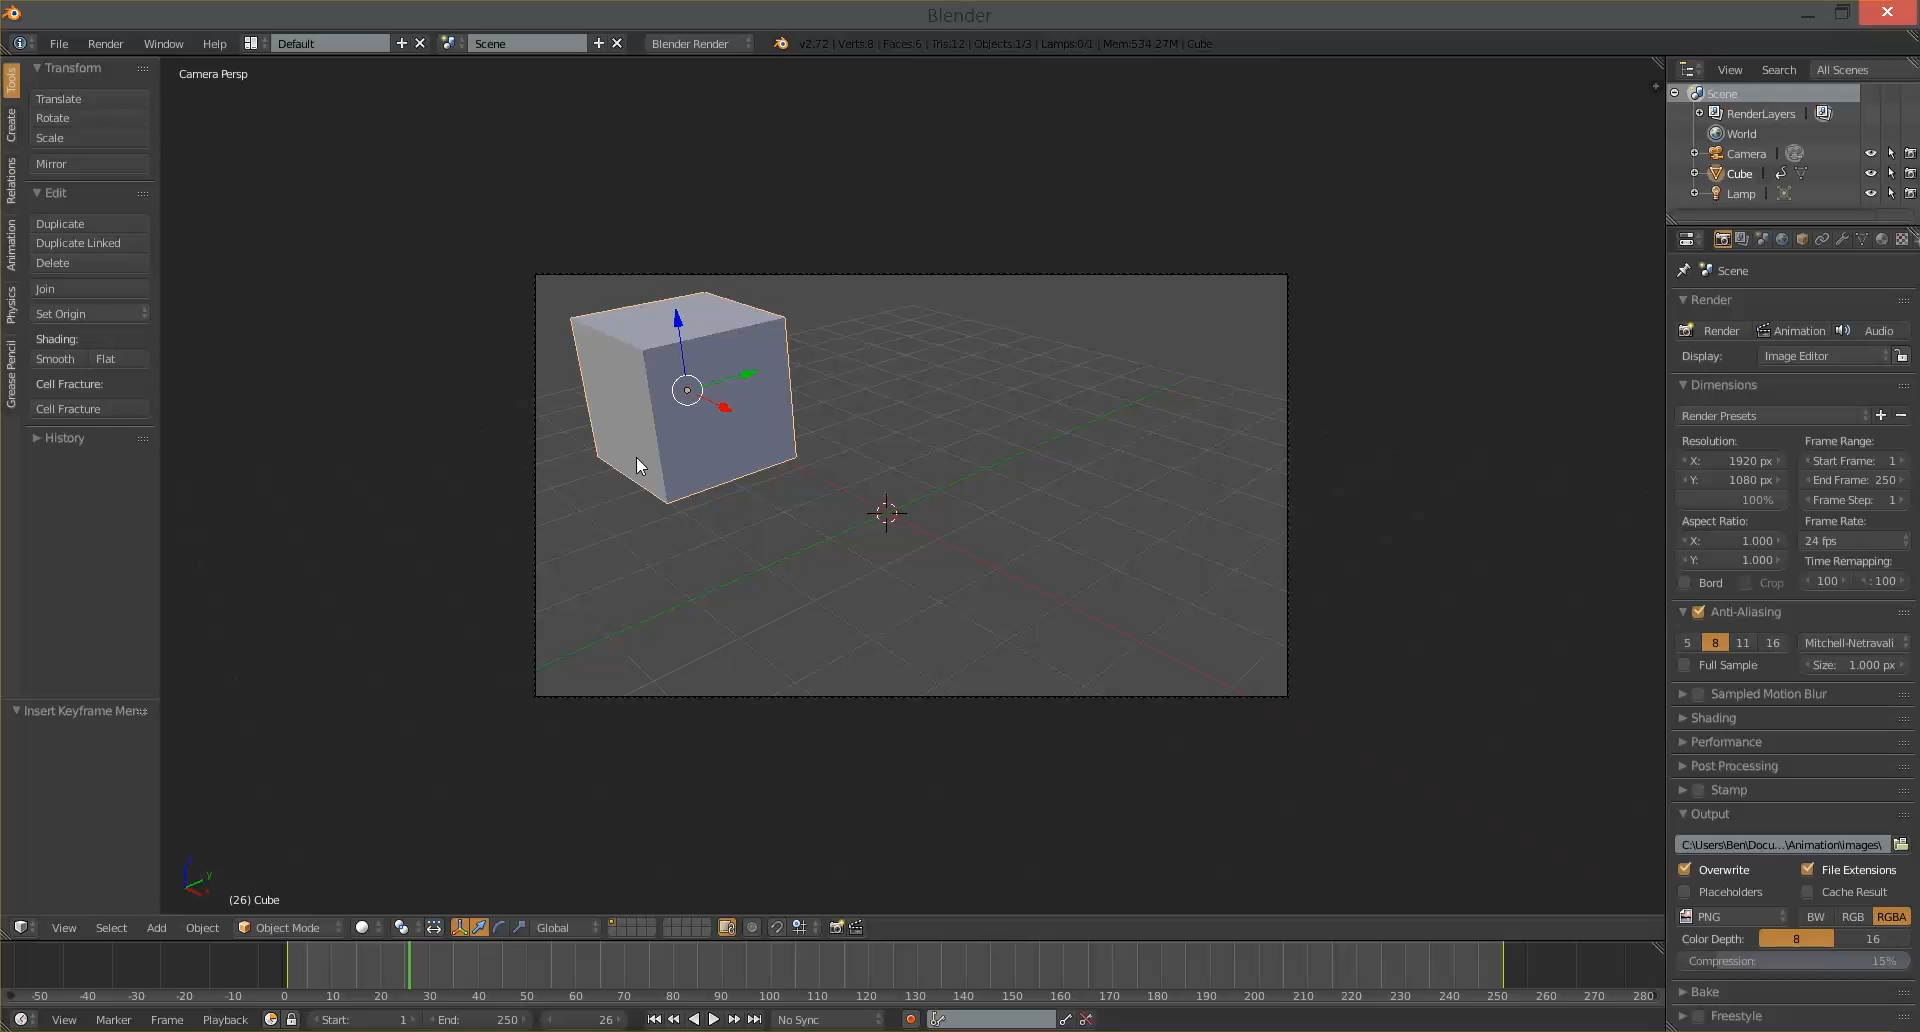 Blender
File Render Window Help Default Scene Blender Render v2.72 | Verts:8 | Faces:6 | Tris:12 | Objects:1/3 | Lamps:0/1 | Mem:534.27M | Cube
Tools
Create
Relations
Animation
Physics
Grease Pencil
Transform
Translate
Rotate
Scale
Mirror
Edit
Duplicate
Duplicate Linked
Delete
Join
Set Origin
Shading:
Smooth Flat
Cell Fracture:
Cell Fracture
History
Insert Keyframe Menu
Camera Persp
y
(26) Cube
View Search All Scenes
Scene
RenderLayers |
World
Camera |
Cube |
Lamp |
Scene
Render
Render Animation Audio
Display: Image Editor
Dimensions
Render Presets
Resolution: Frame Range:
X: 1920 px Start Frame: 1
Y: 1080 px End Frame: 250
100% Frame Step: 1
Aspect Ratio: Frame Rate:
X: 1.000 24 fps
Y: 1.000 Time Remapping:
Bord Crop 100 : 100
Anti-Aliasing
5 8 11 16 Mitchell-Netravali
Full Sample Size: 1.000 px
Sampled Motion Blur
Shading
Performance
Post Processing
Stamp
Output
C:\Users\Ben\Docu...\Animation\images\
Overwrite File Extensions
Placeholders Cache Result
PNG BW RGB RGBA
Color Depth: 8 16
Compression: 15%
Bake
Freestyle
View Select Add Object Object Mode Global
-50 -40 -30 -20 -10 0 10 20 30 40 50 60 70 80 90 100 110 120 130 140 150 160 170 180 190 200 210 220 230 240 250 260 270 280
View Marker Frame Playback Start: 1 End: 250 26 No Sync